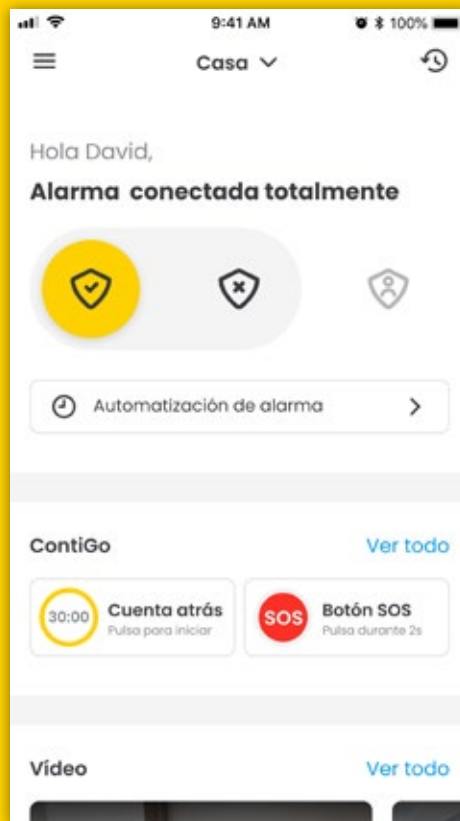 9:41 AM
100%
Casa
Hola David,
Alarma conectada totalmente
Automatización de alarma
ContiGo
Ver todo
30:00
Cuenta atrás
Pulsa para iniciar
SOS
Botón SOS
Pulsa durante 2s
Vídeo
Ver todo